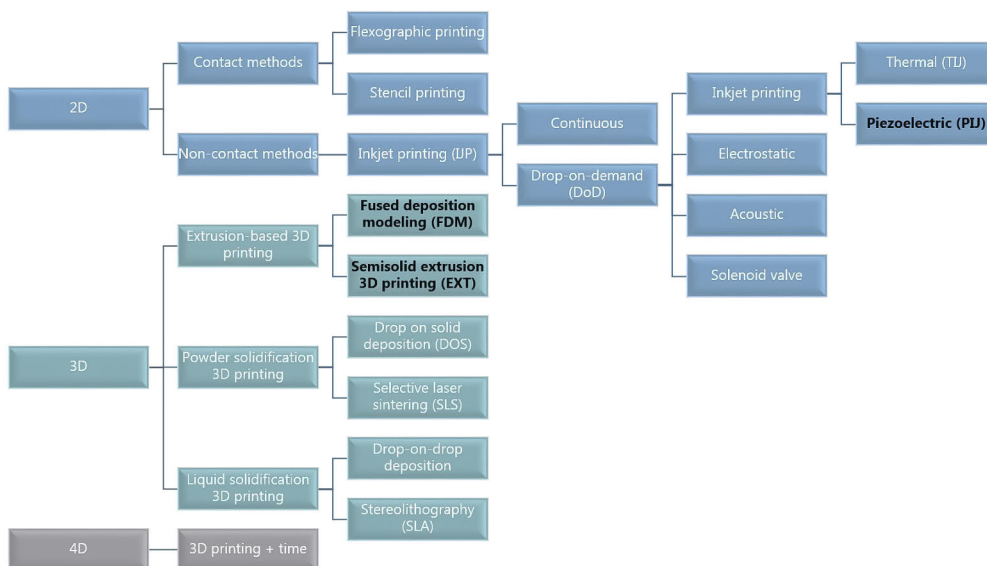 2D
Contact methods
Flexographic printing
Stencil printing
Non-contact methods
Inkjet printing (IJP)
Continuous
Drop-on-demand
(DoD)
Inkjet printing
Thermal (TIJ)
Piezoelectric (PIJ)
Electrostatic
Acoustic
Solenoid valve
3D
Extrusion-based 3D
printing
Fused deposition
modeling (FDM)
Semisolid extrusion
3D printing (EXT)
Powder solidification
3D printing
Drop on solid
deposition (DOS)
Selective laser
sintering (SLS)
Liquid solidification
3D printing
Drop-on-drop
deposition
Stereolithography
(SLA)
4D
3D printing + time